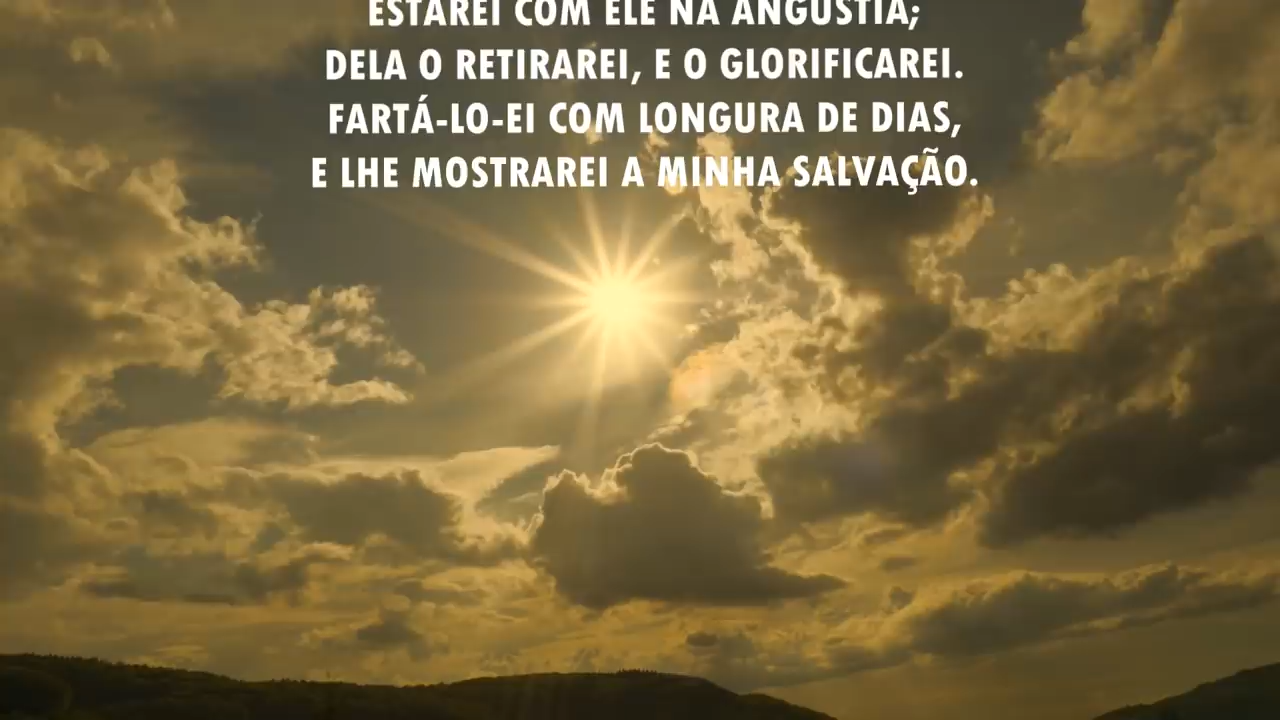 ESTAREI COM ELE NA ANGÚSTIA;
DELA O RETIRAREI, E O GLORIFICAREI.
FARTÁ-LO-EI COM LONGURA DE DIAS,
E LHE MOSTRAREI A MINHA SALVAÇÃO.